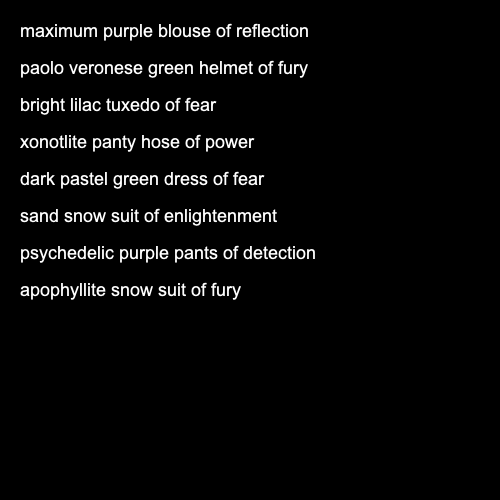 maximum purple blouse of reflection
paolo veronese green helmet of fury
bright lilac tuxedo of fear
xonotlite panty hose of power
dark pastel green dress of fear
sand snow suit of enlightenment
psychedelic purple pants of detection
apophyllite snow suit of fury